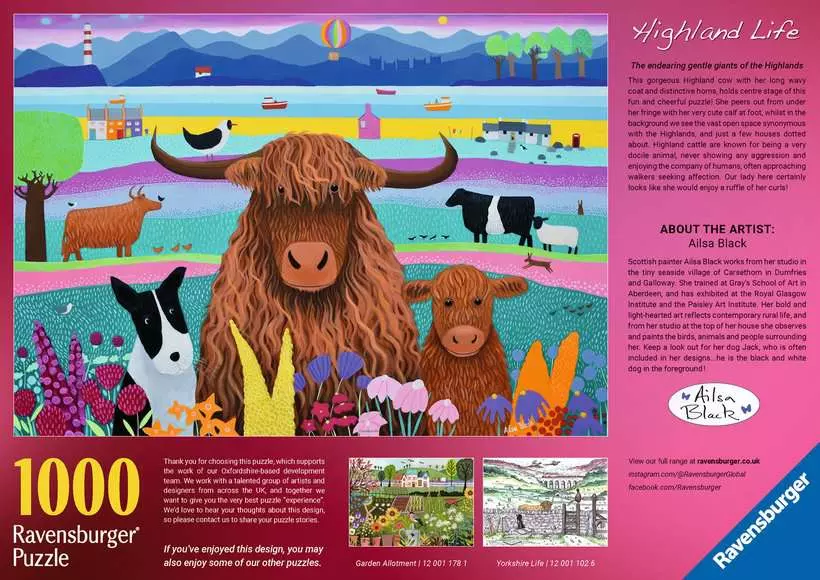 Highland Life
The endearing gentle giants of the Highlands
This gorgeous Highland cow with her long wavy
coat and distinctive horns, holds centre stage of this
fun and cheerful puzzle! She peers out from under
her fringe with her very cute calf at foot, whilst in the
background we see the vast open space synonymous
with the Highlands, and just a few houses dotted
about. Highland cattle are known for being a very
docile animal, never showing any aggression and
enjoying the company of humans, often approaching
walkers seeking affection. Our lady here certainly
looks like she would enjoy a ruffle of her curls!
ABOUT THE ARTIST:
Ailsa Black
Scottish painter Ailsa Black works from her studio in
the tiny seaside village of Carsethorn in Dumfries
and Galloway. She trained at Gray's School of Art in
Aberdeen, and has exhibited at the Royal Glasgow
Institute and the Paisley Art Institute. Her bold and
light-hearted art reflects contemporary rural life, and
from her studio at the top of her house she observes
and paints the birds, animals and people surrounding
her. Keep a look out for her dog Jack, who is often
included in her designs...he is the black and white
dog in the foreground!
Ailsa
Black
1000
Ravensburger®
Puzzle
Thank you for choosing this puzzle, which supports
the work of our Oxfordshire-based development
team. We work with a talented group of artists and
designers from across the UK, and together we
want to give you the very best puzzle "experience".
We'd love to hear your thoughts about this design,
so please contact us to share your puzzle stories.
If you've enjoyed this design, you may
also enjoy some of our other puzzles.
Garden Allotment | 12 001 178 1
Yorkshire Life | 12 001 102 6
View our full range at ravensburger.co.uk
instagram.com/@RavensburgerGlobal
facebook.com/Ravensburger
Ravensburger